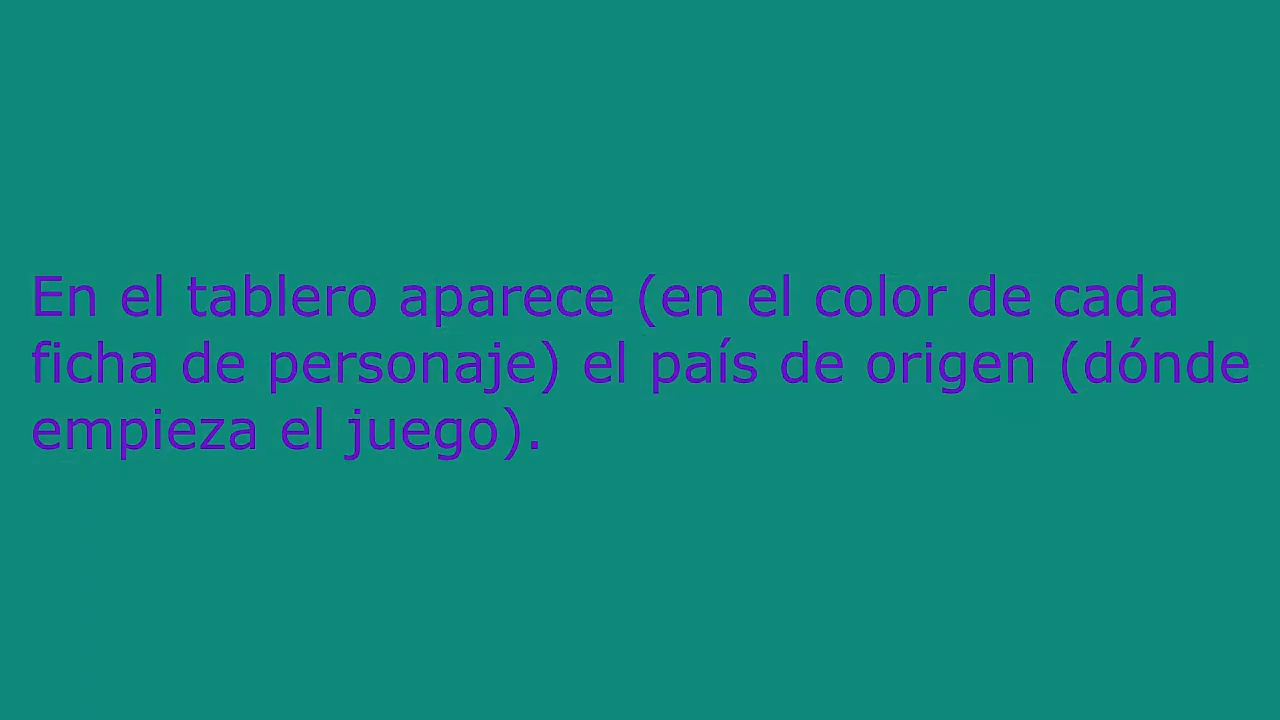 En el tablero aparece (en el color de cada
ficha de personaje) el país de origen (dónde
empieza el juego).